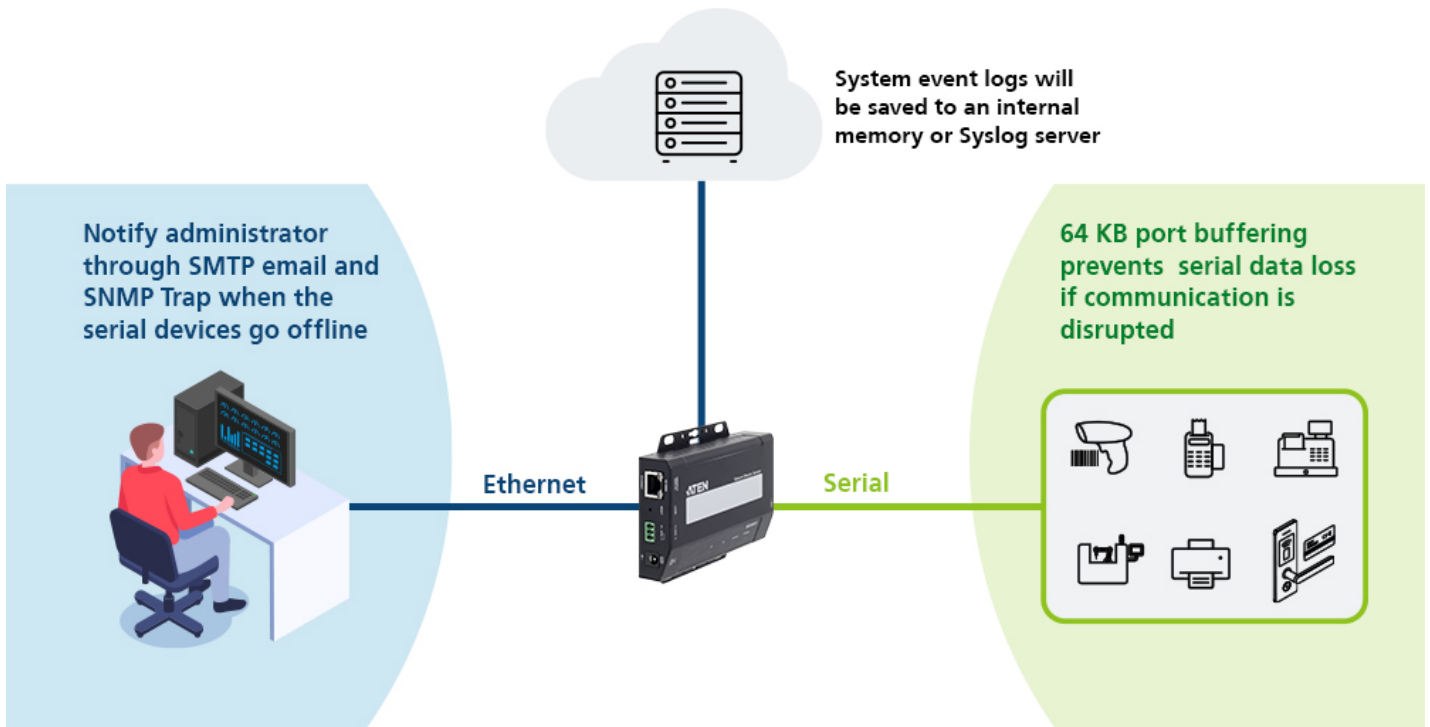 System event logs will
be saved to an internal
memory or Syslog server
Notify administrator
through SMTP email and
SNMP Trap when the
serial devices go offline
64 KB port buffering
prevents serial data loss
if communication is
disrupted
Ethernet
Serial
ATEN